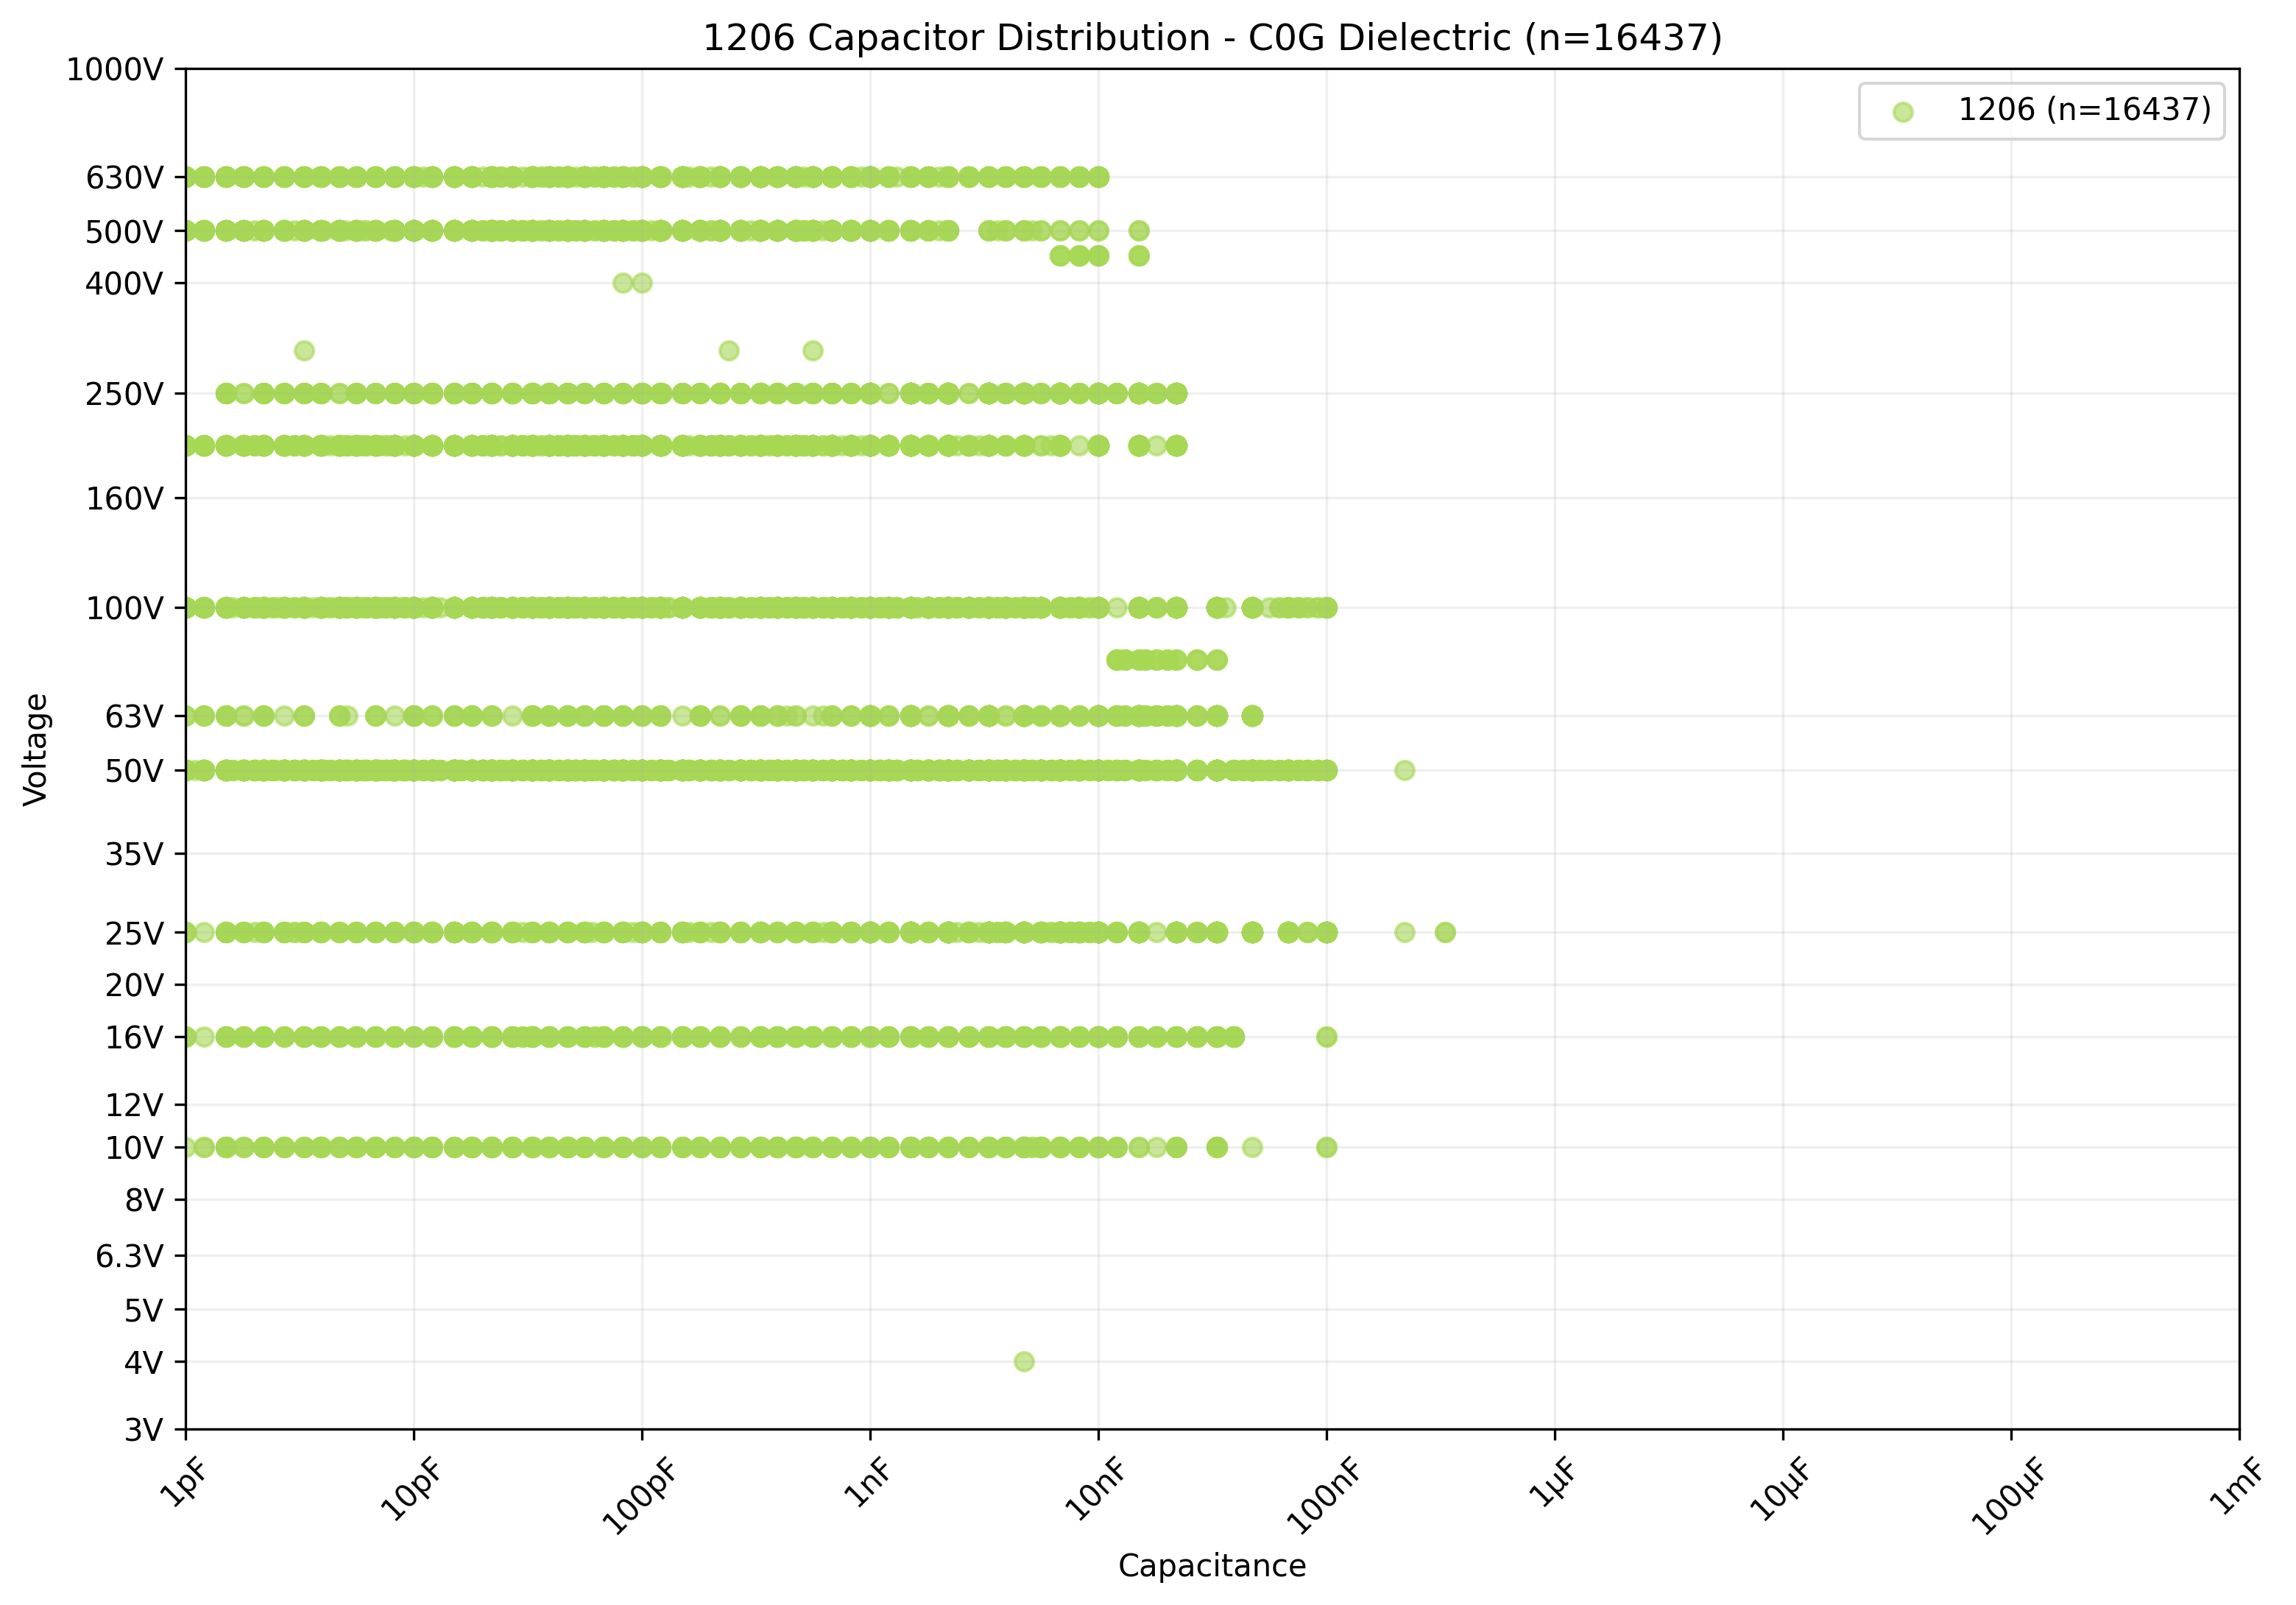 1206 Capacitor Distribution - C0G Dielectric (n=16437)
1206 (n=16437)
Voltage
1000V
630V
500V
400V
250V
160V
100V
63V
50V
35V
25V
20V
16V
12V
10V
8V
6.3V
5V
4V
3V
1pF
10pF
100pF
1nF
10nF
100nF
1μF
10μF
100μF
1mF
Capacitance